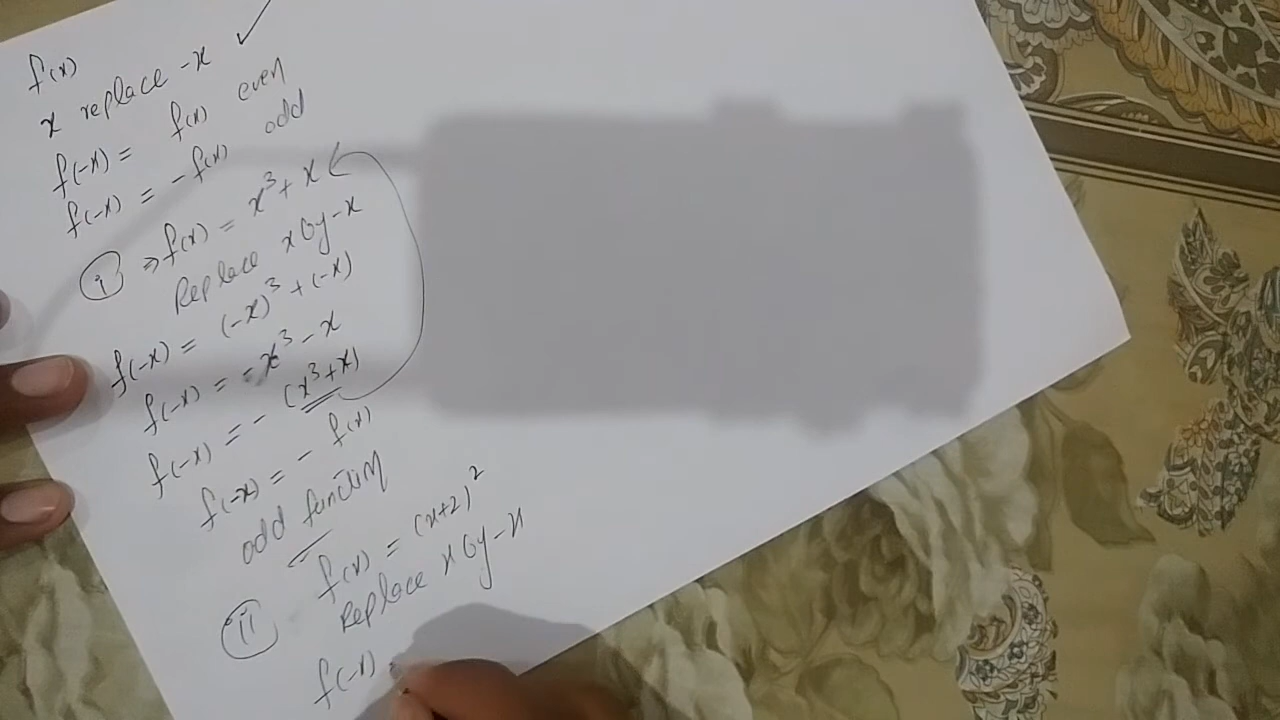 f(x)
x replace -x
f(-x) = f(x) even
f(-x) = -f(x) odd
i ⇒ f(x) = x³ + x
Replace x by -x
f(-x) = (-x)³ + (-x)
f(-x) = -x³ - x
f(-x) = - (x³+x)
f(-x) = - f(x)
odd function
ii f(x) = (x+2)²
Replace x by -x
f(-x) =